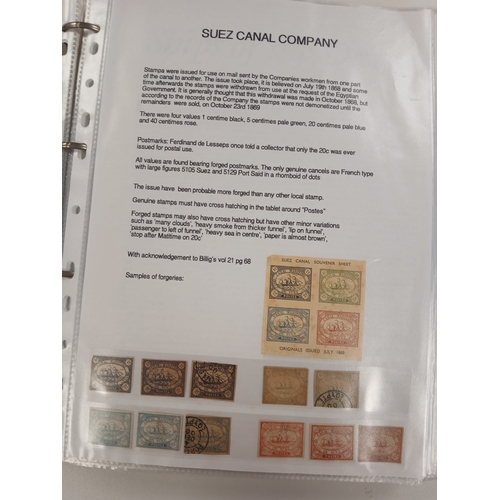 SUEZ CANAL COMPANY
Stamps were issued for use on mail sent by the Companies workmen from one part
of the canal to another. The issue took place, it is believed on July 19th 1868 and some
time afterwards the stamps were withdrawn from use at the request of the Egyptian
Government. It is generally thought that this withdrawal was made in October 1868, but
according to the records of the Company the stamps were not demonetized until the
remainders were sold, on October 23rd 1869
There were four values 1 centime black, 5 centimes pale green, 20 centimes pale blue
and 40 centimes rose.
Postmarks: Ferdinand de Lesseps once told a collector that only the 20c was ever
issued for postal use.
All values are found bearing forged postmarks. The only genuine cancels are French type
with large figures 5105 Suez and 5129 Port Said in a rhomboid of dots
The issue have been probable more forged than any other local stamp.
Genuine stamps must have cross hatching in the tablet around "Postes"
Forged stamps may also have cross hatching but have other minor variations
such as 'many clouds', 'heavy smoke from thicker funnel', 'lip on funnel',
'passenger to left of funnel', 'heavy sea in centre', 'paper is almost brown',
'stop after Maitime on 20c'
With acknowledgement to Billig's vol 21 pg 68
Samples of forgeries:
SUEZ CANAL SOUVENIR SHEET
POSTES POSTES
POSTES POSTES
ORIGINALS ISSUED JULY 1868